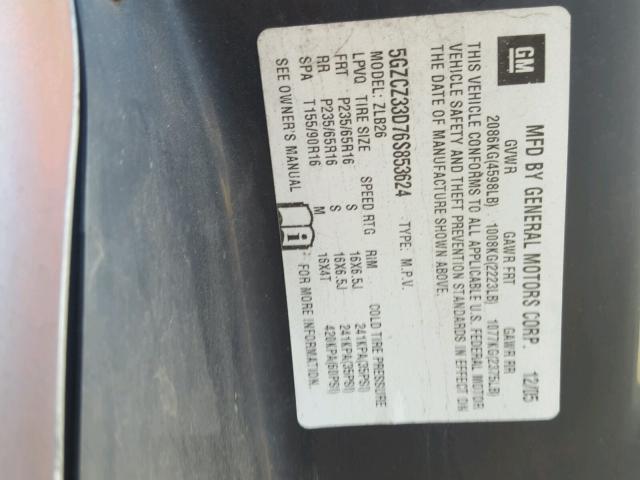 GM
MFD BY GENERAL MOTORS CORP. 12/05
GVWR GAWR FRT GAWR RR
2086KG(4598LB) 1008KG(2223LB) 1077KG(2375LB)
THIS VEHICLE CONFORMS TO ALL APPLICABLE U.S. FEDERAL MOTOR
VEHICLE SAFETY AND THEFT PREVENTION STANDARDS IN EFFECT ON
THE DATE OF MANUFACTURE SHOWN ABOVE.
5GZCZ33D76S853624 TYPE: M.P.V.
MODEL: ZLB26
LPVO TIRE SIZE SPEED RTG RIM COLD TIRE PRESSURE
FRT P235/65R16 S 16X6.5J 241KPA(35PSI)
RR P235/65R16 S 16X6.5J 241KPA(35PSI)
SPA T155/90R16 M 16X4T 420KPA(60PSI)
SEE OWNER'S MANUAL i FOR MORE INFORMATION.